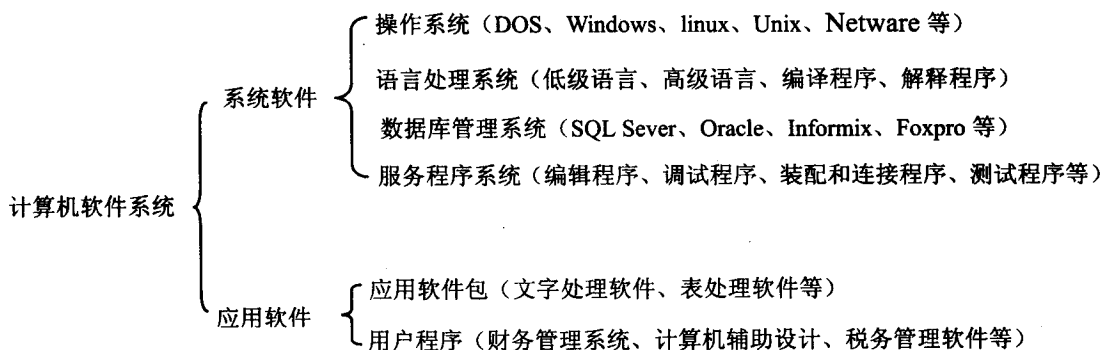 操作系统（DOS、Windows、linux、Unix、Netware 等）
语言处理系统（低级语言、高级语言、编译程序、解释程序）
系统软件
数据库管理系统（SQL Sever、Oracle、Informix、Foxpro 等）
服务程序系统（编辑程序、调试程序、装配和连接程序、测试程序等）
计算机软件系统
应用软件包（文字处理软件、表处理软件等）
应用软件
用户程序（财务管理系统、计算机辅助设计、税务管理软件等）